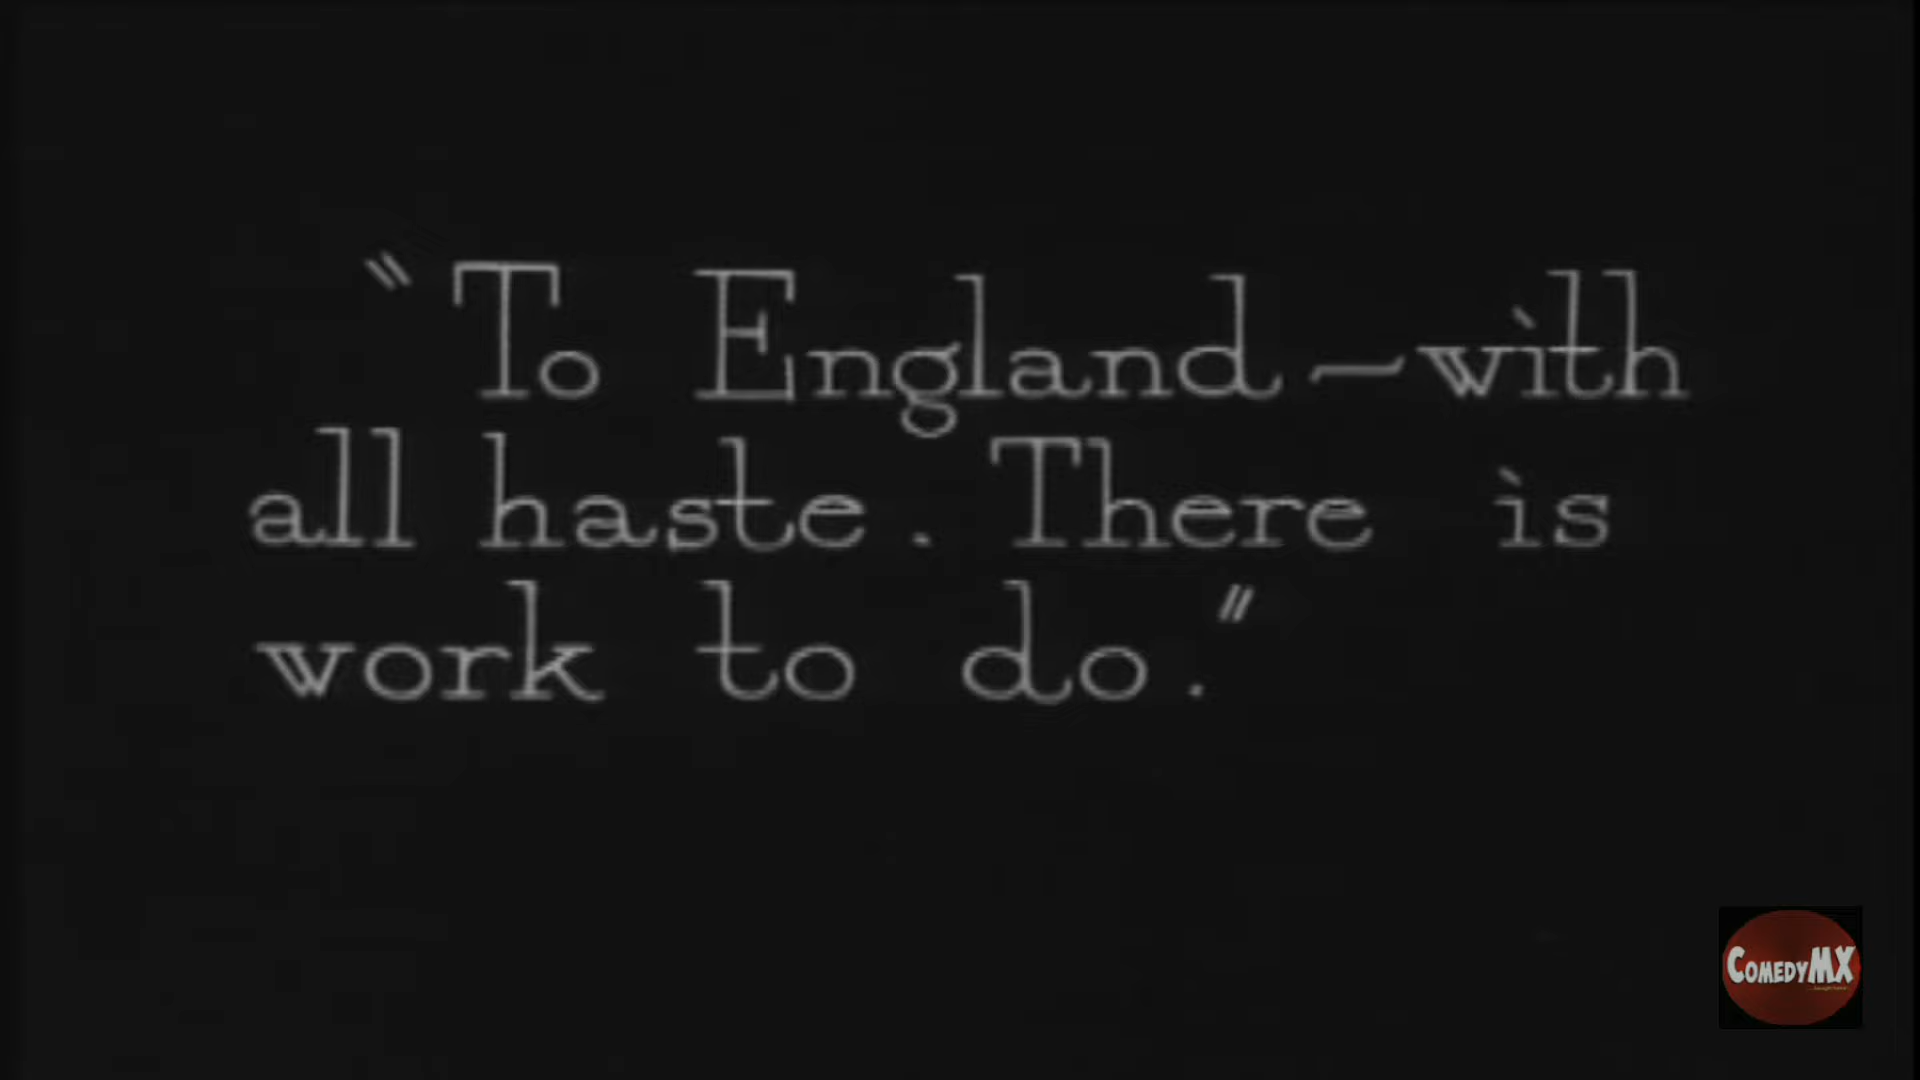 "To England—with
all haste. There is
work to do."
COMEDYMX